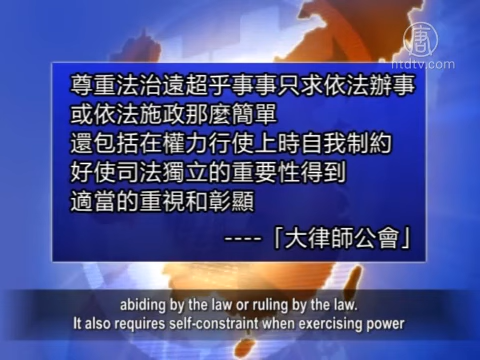 唐
ntdtv.com
尊重法治遠超乎事事只求依法辦事
或依法施政那麼簡單
還包括在權力行使上時自我制約
好使司法獨立的重要性得到
適當的重視和彰顯
----「大律師公會」
abiding by the law or ruling by the law.
It also requires self-constraint when exercising power